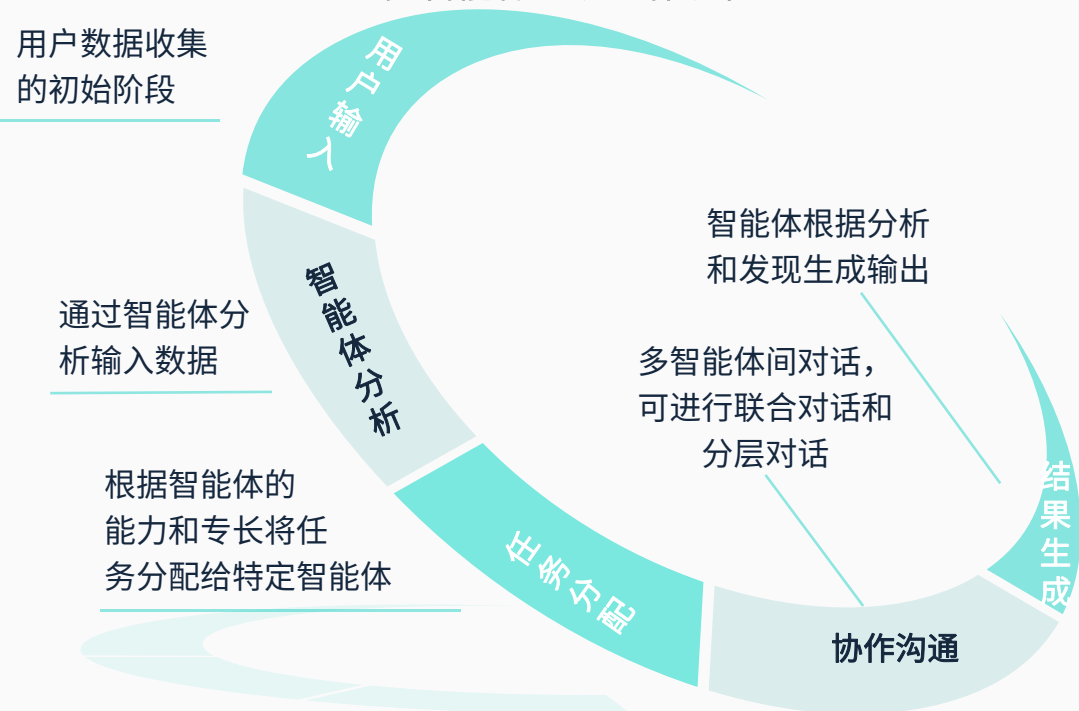 用户数据收集
的初始阶段
用户输入
智能体根据分析
和发现生成输出
通过智能体分
析输入数据
智能体分析
多智能体间对话，
可进行联合对话和
分层对话
根据智能体的
能力和专长将任
务分配给特定智能体
任务分配
结果生成
协作沟通